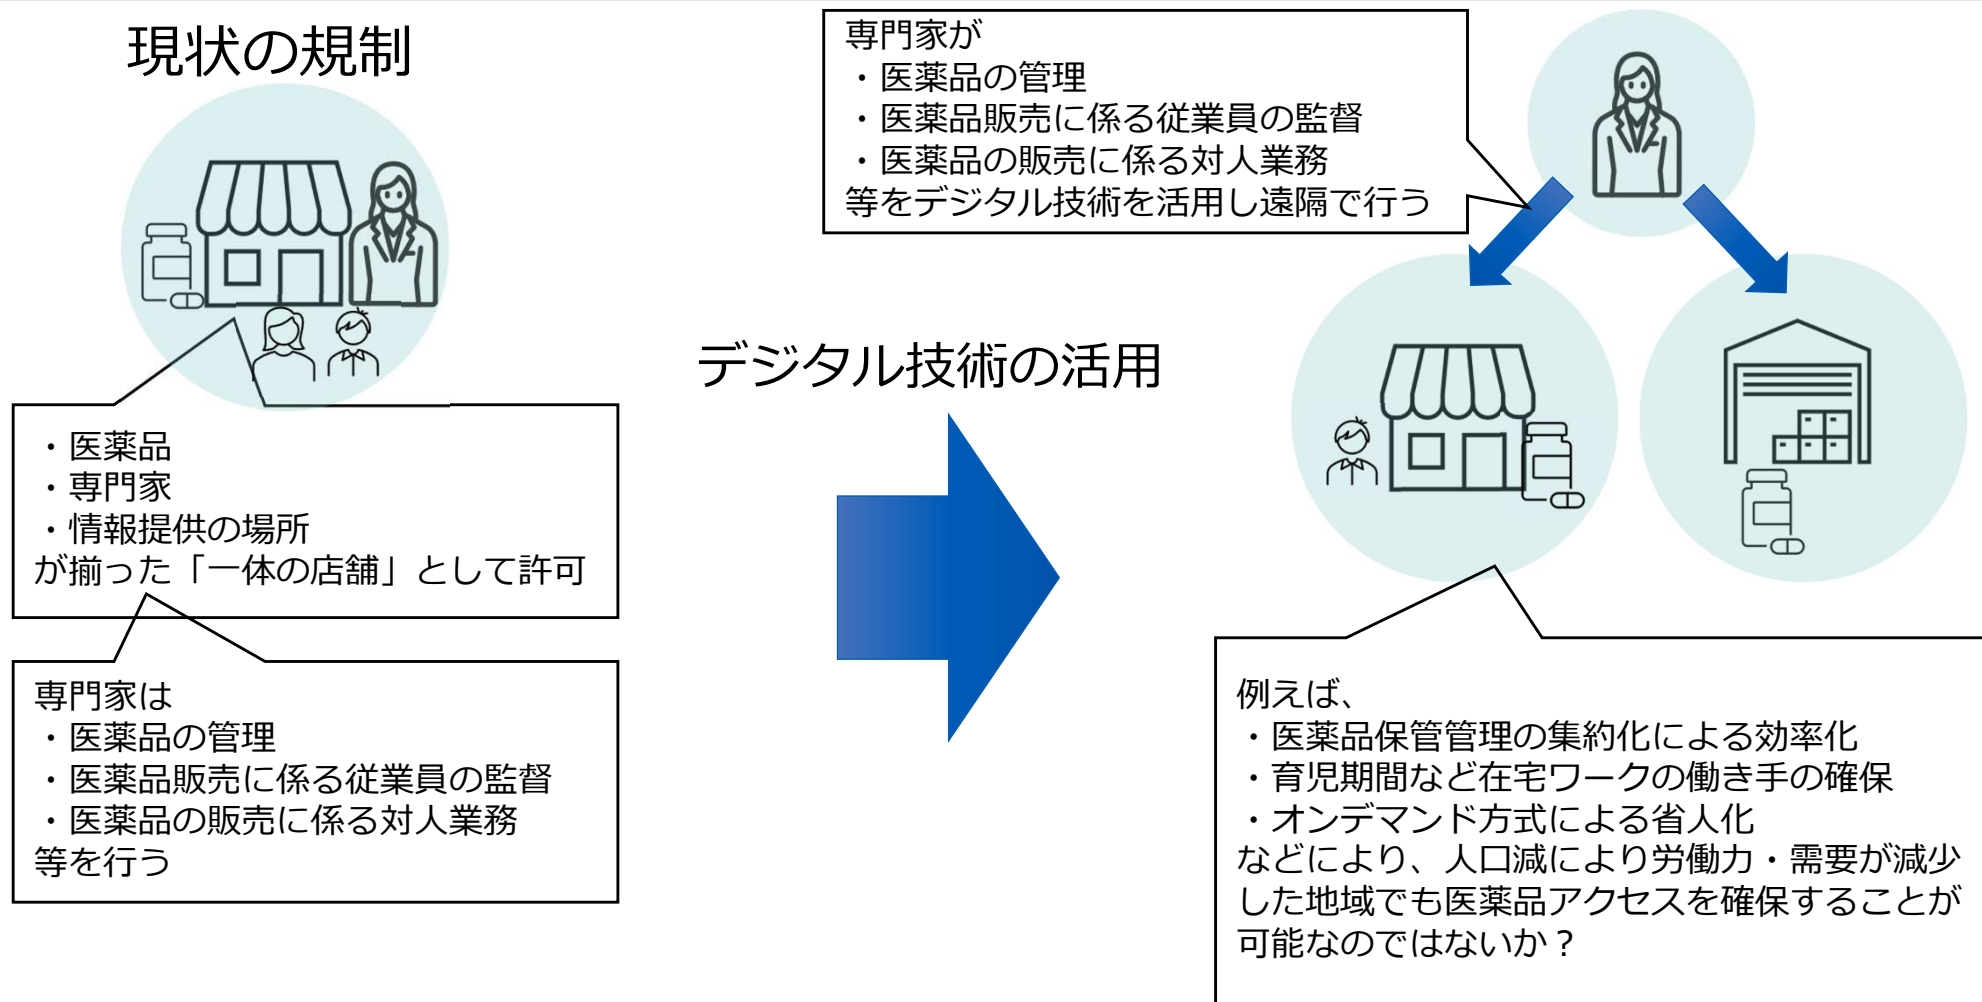 現状の規制
・医薬品
・専門家
・情報提供の場所
が揃った「一体の店舗」として許可
専門家は
・医薬品の管理
・医薬品販売に係る従業員の監督
・医薬品の販売に係る対人業務
等を行う
デジタル技術の活用
専門家が
・医薬品の管理
・医薬品販売に係る従業員の監督
・医薬品の販売に係る対人業務
等をデジタル技術を活用し遠隔で行う
例えば、
・医薬品保管管理の集約化による効率化
・育児期間など在宅ワークの働き手の確保
・オンデマンド方式による省人化
などにより、人口減により労働力・需要が減少
した地域でも医薬品アクセスを確保することが
可能なのではないか？